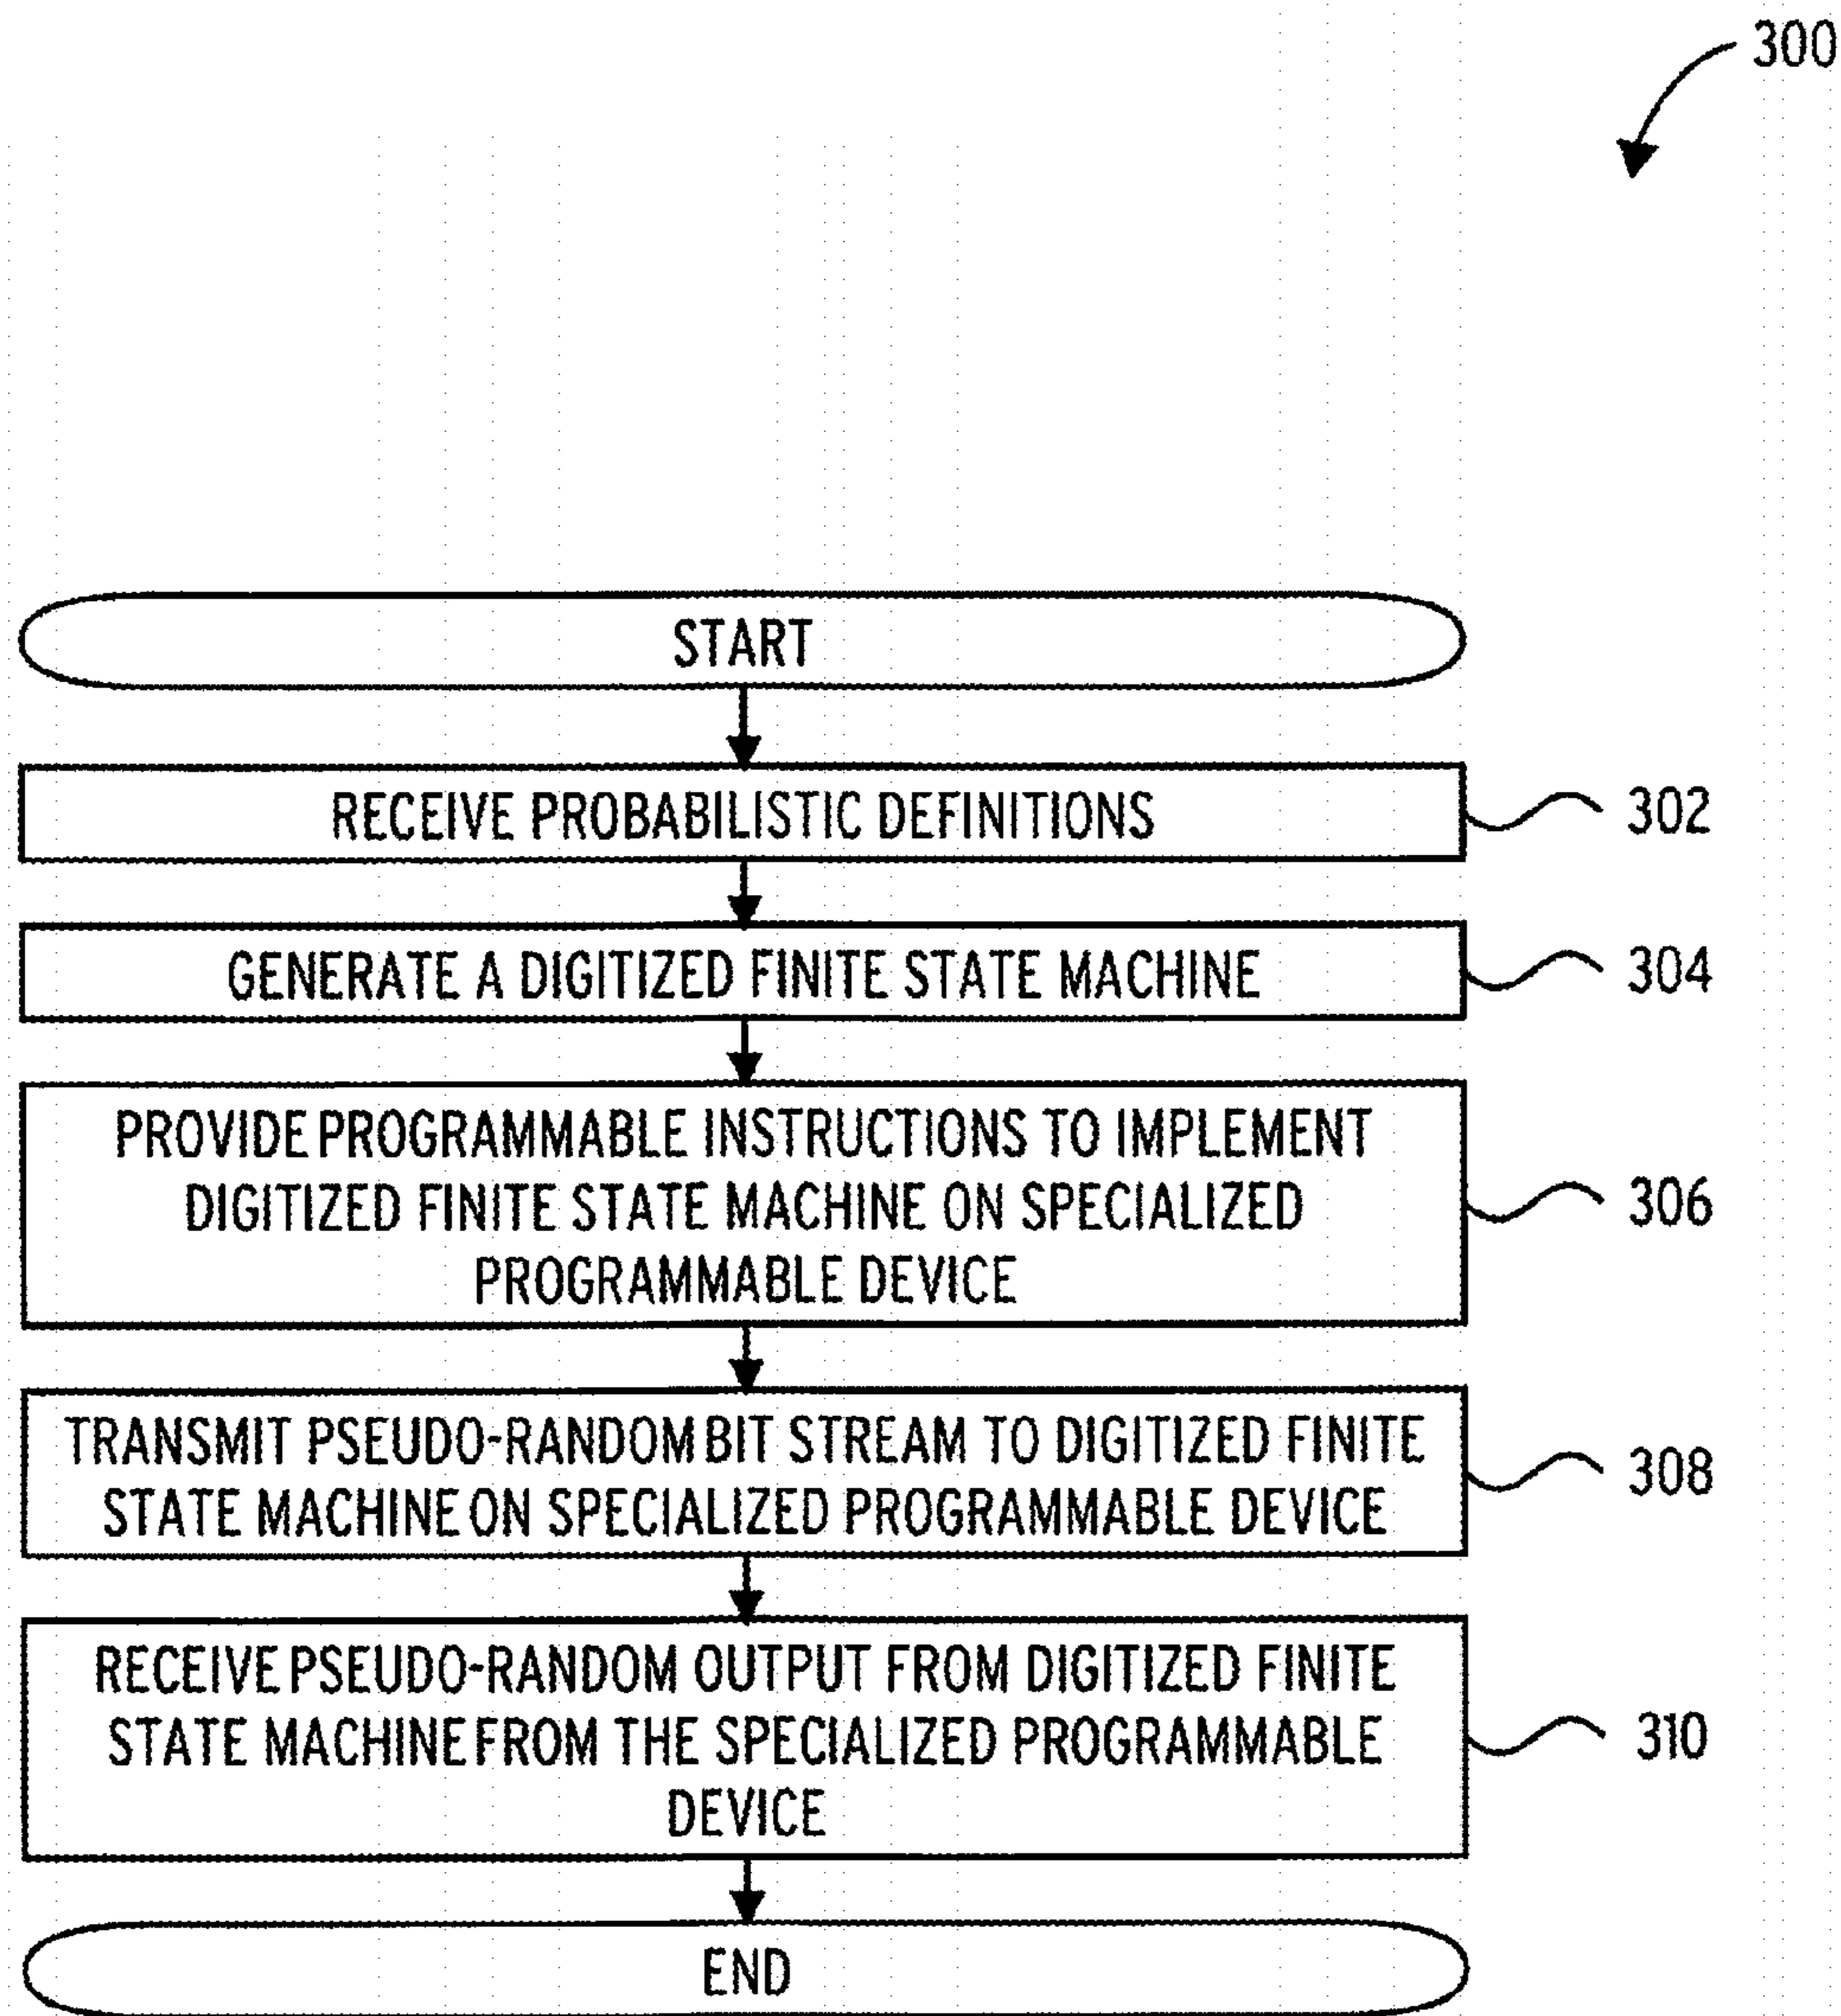 300
START
RECEIVE PROBABILISTIC DEFINITIONS
302
GENERATE A DIGITIZED FINITE STATE MACHINE
304
PROVIDE PROGRAMMABLE INSTRUCTIONS TO IMPLEMENT
DIGITIZED FINITE STATE MACHINE ON SPECIALIZED
PROGRAMMABLE DEVICE
306
TRANSMIT PSEUDO-RANDOM BIT STREAM TO DIGITIZED FINITE
STATE MACHINE ON SPECIALIZED PROGRAMMABLE DEVICE
308
RECEIVE PSEUDO-RANDOM OUTPUT FROM DIGITIZED FINITE
STATE MACHINE FROM THE SPECIALIZED PROGRAMMABLE
DEVICE
310
END